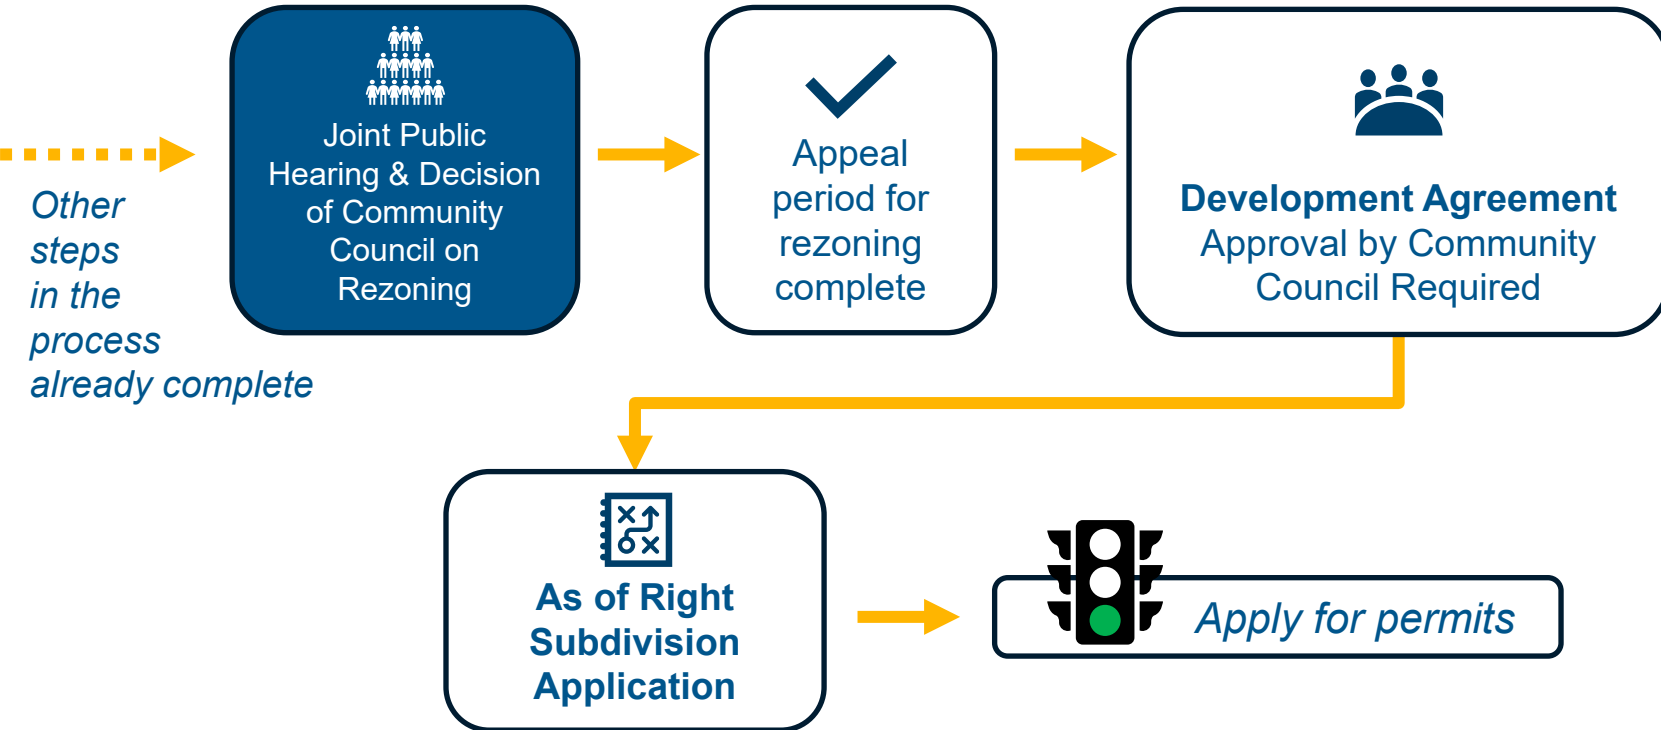 Other
steps
in the
process
already complete
Joint Public
Hearing & Decision
of Community
Council on
Rezoning
Appeal
period for
rezoning
complete
Development Agreement
Approval by Community
Council Required
As of Right
Subdivision
Application
Apply for permits